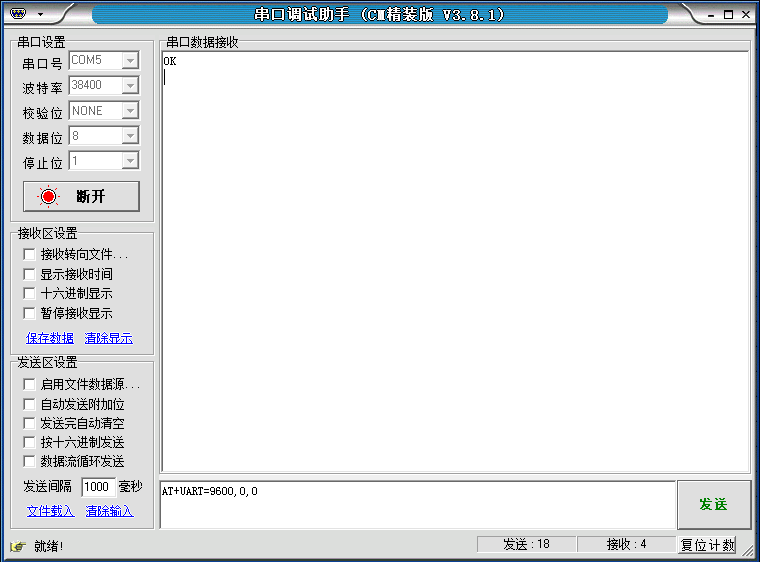 串口调试助手 (CM精装版 V3.8.1)
串口设置
串口号 COM5
波特率 38400
校验位 NONE
数据位 8
停止位 1
断开
接收区设置
接收转向文件...
显示接收时间
十六进制显示
暂停接收显示
保存数据 清除显示
发送区设置
启用文件数据源...
自动发送附加位
发送完自动清空
按十六进制发送
数据流循环发送
发送间隔 1000 毫秒
文件载入 清除输入
串口数据接收
OK
AT+UART=9600,0,0
发送
就绪!
发送:18
接收:4
复位计数